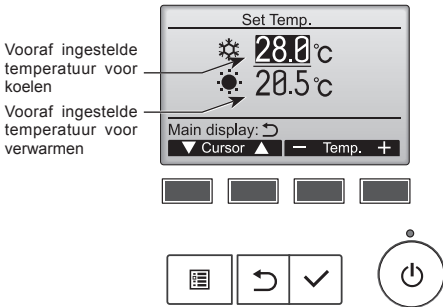 Set Temp.
Vooraf ingestelde
temperatuur voor
koelen
28.0 °C
Vooraf ingestelde
temperatuur voor
verwarmen
20.5 °C
Main display:
Cursor
− Temp. +